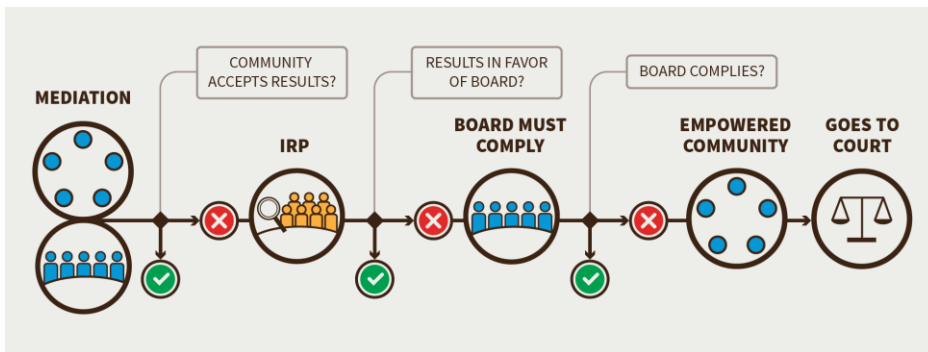 COMMUNITY
ACCEPTS RESULTS?
RESULTS IN FAVOR
OF BOARD?
BOARD COMPLIES?
MEDIATION
IRP
BOARD MUST
COMPLY
EMPOWERED
COMMUNITY
GOES TO
COURT